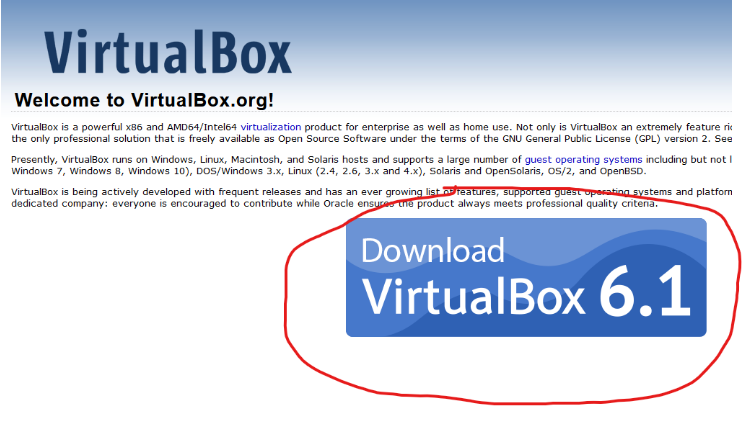 VirtualBox
Welcome to VirtualBox.org!
VirtualBox is a powerful x86 and AMD64/Intel64 virtualization product for enterprise as well as home use. Not only is VirtualBox an extremely feature
the only professional solution that is freely available as Open Source Software under the terms of the GNU General Public License (GPL) version 2. See
Presently, VirtualBox runs on Windows, Linux, Macintosh, and Solaris hosts and supports a large number of guest operating systems including but not
Windows 7, Windows 8, Windows 10), DOS/Windows 3.x, Linux (2.4, 2.6, 3.x and 4.x), Solaris and OpenSolaris, OS/2, and OpenBSD.
VirtualBox is being actively developed with frequent releases and has an ever growing list of features, supported guest operating systems and
dedicated company: everyone is encouraged to contribute while Oracle ensures the product always meets professional quality criteria.
Download
VirtualBox 6.1